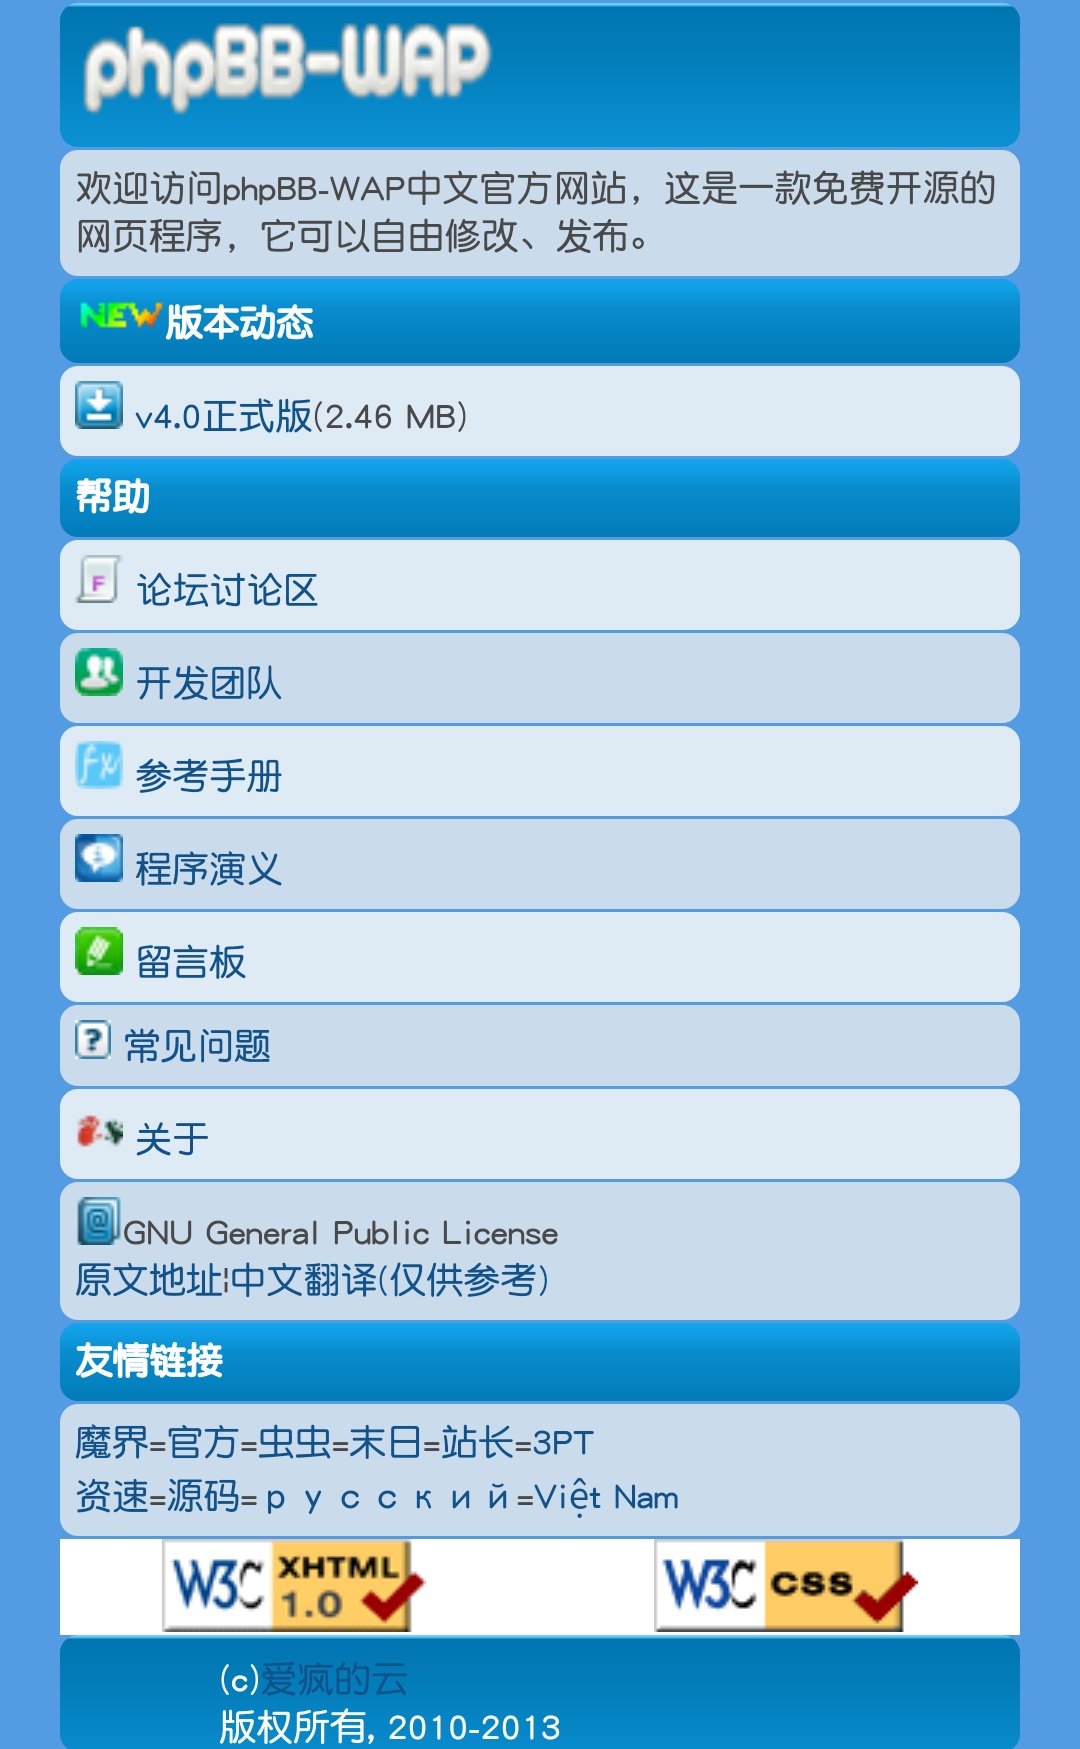 phpBB-WAP
欢迎访问phpBB-WAP中文官方网站，这是一款免费开源的
网页程序，它可以自由修改、发布。
NEW版本动态
v4.0正式版(2.46 MB)
帮助
F 论坛讨论区
开发团队
fx 参考手册
程序演义
留言板
? 常见问题
关于
@GNU General Public License
原文地址¦中文翻译(仅供参考)
友情链接
魔界=官方=虫虫=末日=站长=3PT
资速=源码=русский=Việt Nam
W3C XHTML 1.0 W3C css
(c)爱疯的云
版权所有, 2010-2013